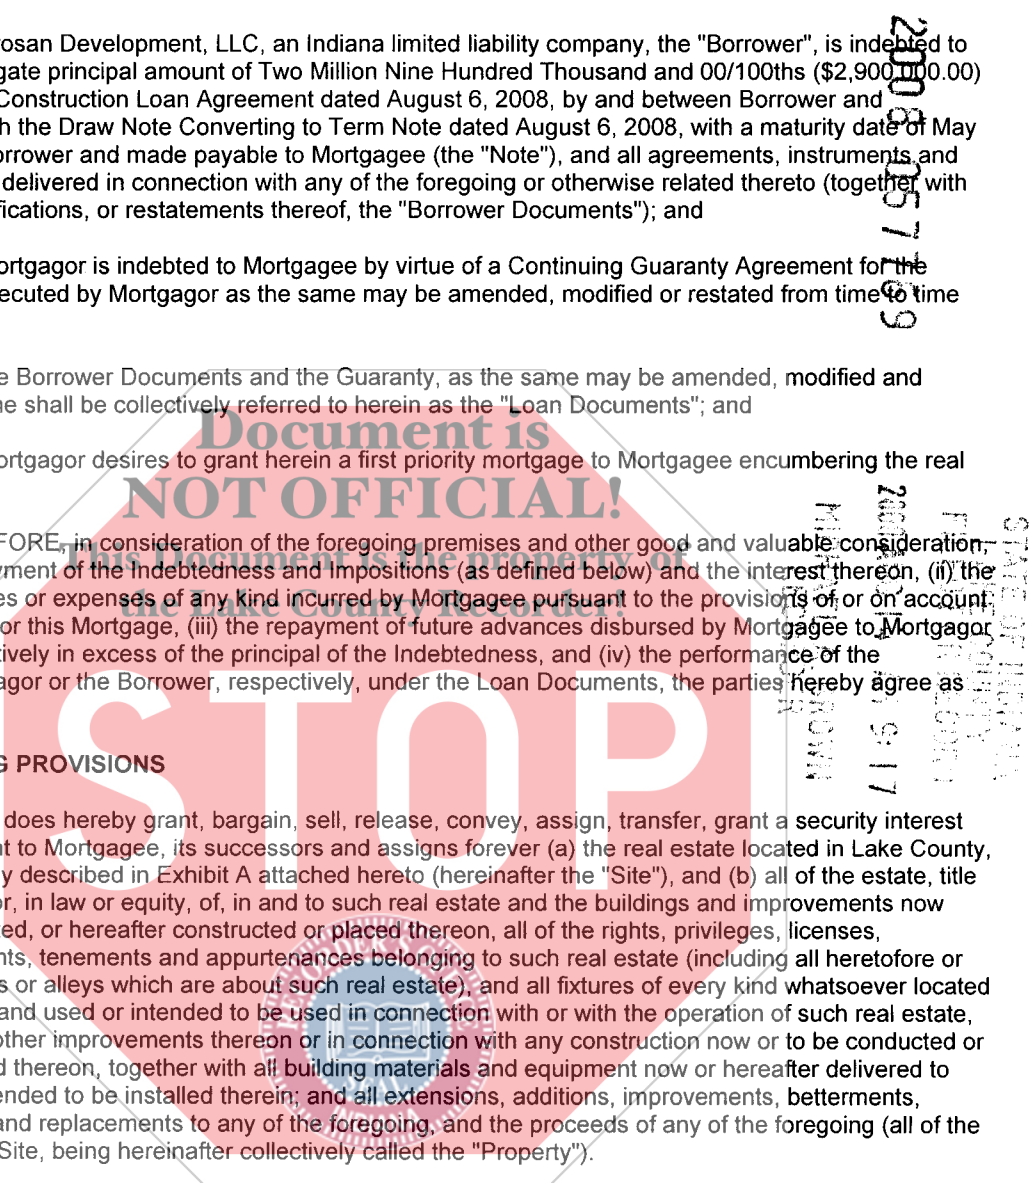 osan Development, LLC, an Indiana limited liability company, the "Borrower", is indebted to
gate principal amount of Two Million Nine Hundred Thousand and 00/100ths ($2,900,000.00)
Construction Loan Agreement dated August 6, 2008, by and between Borrower and
h the Draw Note Converting to Term Note dated August 6, 2008, with a maturity date of May
orrower and made payable to Mortgagee (the "Note"), and all agreements, instruments and
delivered in connection with any of the foregoing or otherwise related thereto (together with
fications, or restatements thereof, the "Borrower Documents"); and
ortgagor is indebted to Mortgagee by virtue of a Continuing Guaranty Agreement for the
ecuted by Mortgagor as the same may be amended, modified or restated from time to time
e Borrower Documents and the Guaranty, as the same may be amended, modified and
ne shall be collectively referred to herein as the "Loan Documents"; and
ortgagor desires to grant herein a first priority mortgage to Mortgagee encumbering the real
FORE, in consideration of the foregoing premises and other good and valuable consideration,
yment of the Indebtedness and Impositions (as defined below) and the interest thereon, (ii) the
es or expenses of any kind incurred by Mortgagee pursuant to the provisions of or on account
or this Mortgage, (iii) the repayment of future advances disbursed by Mortgagee to Mortgagor
ively in excess of the principal of the Indebtedness, and (iv) the performance of the
agor or the Borrower, respectively, under the Loan Documents, the parties hereby agree as
G PROVISIONS
does hereby grant, bargain, sell, release, convey, assign, transfer, grant a security interest
t to Mortgagee, its successors and assigns forever (a) the real estate located in Lake County,
y described in Exhibit A attached hereto (hereinafter the "Site"), and (b) all of the estate, title
r, in law or equity, of, in and to such real estate and the buildings and improvements now
ed, or hereafter constructed or placed thereon, all of the rights, privileges, licenses,
nts, tenements and appurtenances belonging to such real estate (including all heretofore or
s or alleys which are about such real estate), and all fixtures of every kind whatsoever located
and used or intended to be used in connection with or with the operation of such real estate,
other improvements thereon or in connection with any construction now or to be conducted or
d thereon, together with all building materials and equipment now or hereafter delivered to
ended to be installed therein; and all extensions, additions, improvements, betterments,
and replacements to any of the foregoing, and the proceeds of any of the foregoing (all of the
Site, being hereinafter collectively called the "Property").
Document is
NOT OFFICIAL!
This Document is the property of
the Lake County Recorder!
STOP
RECORDER'S OFFICE
SEAL
INDIANA
9:17